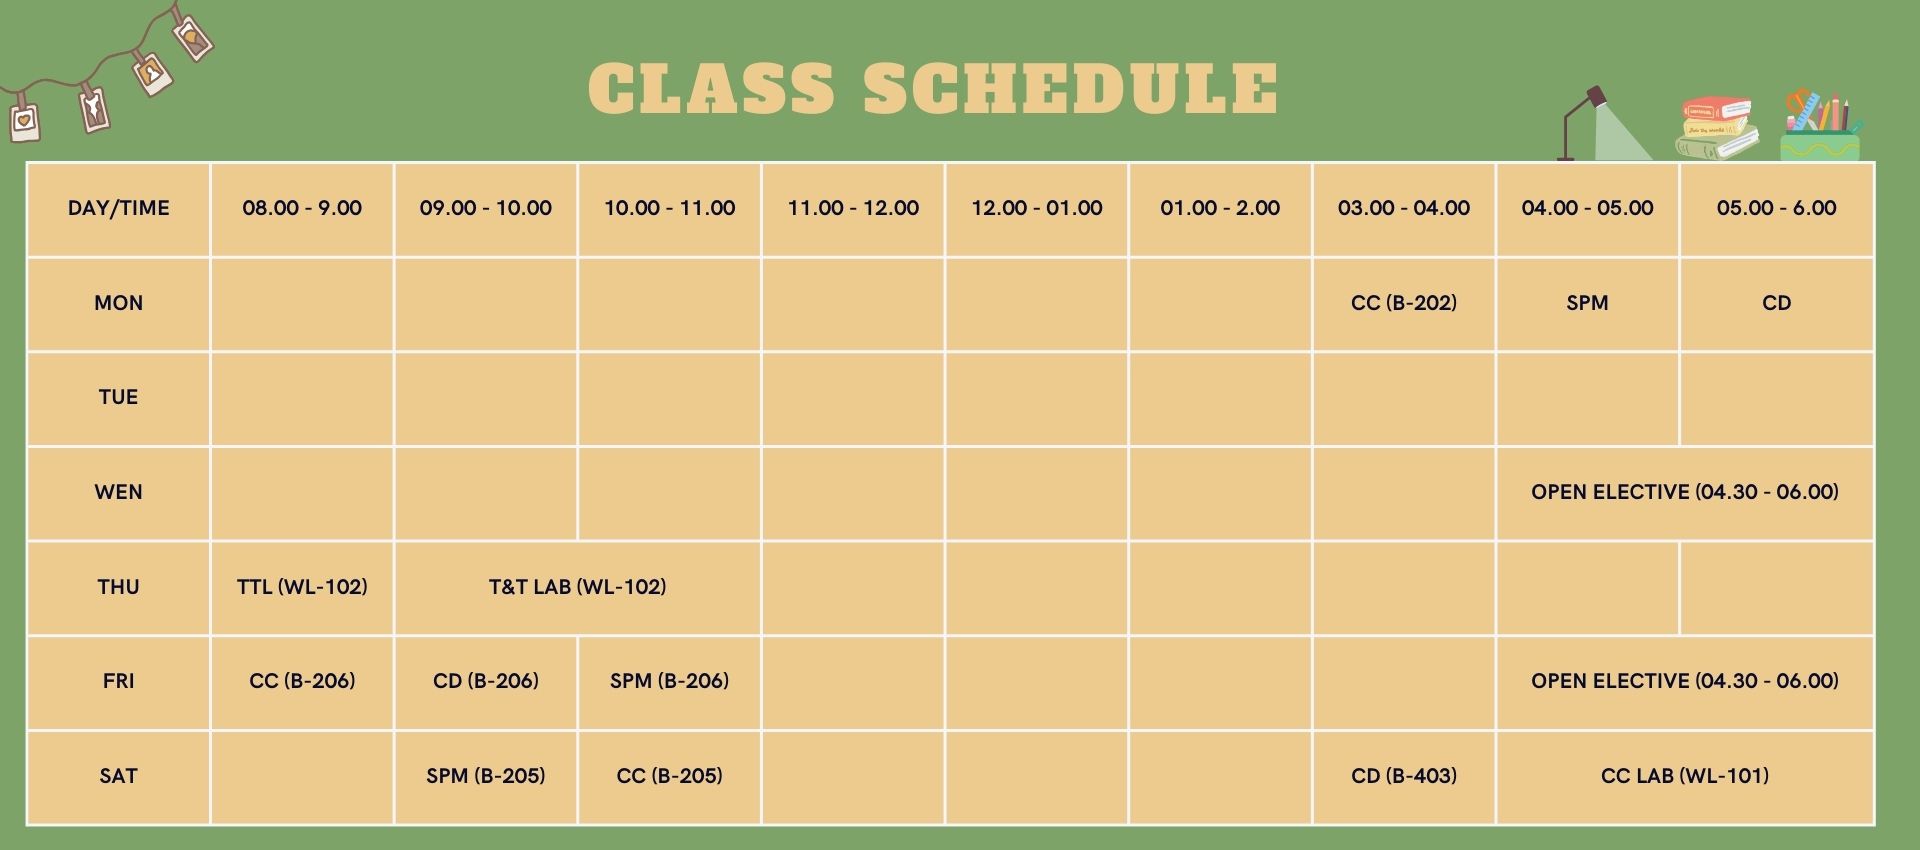 CLASS SCHEDULE
DAY/TIME 08.00 - 9.00 09.00 - 10.00 10.00 - 11.00 11.00 - 12.00 12.00 - 01.00 01.00 - 2.00 03.00 - 04.00 04.00 - 05.00 05.00 - 6.00
MON CC (B-202) SPM CD
TUE
WEN OPEN ELECTIVE (04.30 - 06.00)
THU TTL (WL-102) T&T LAB (WL-102)
FRI CC (B-206) CD (B-206) SPM (B-206) OPEN ELECTIVE (04.30 - 06.00)
SAT SPM (B-205) CC (B-205) CD (B-403) CC LAB (WL-101)